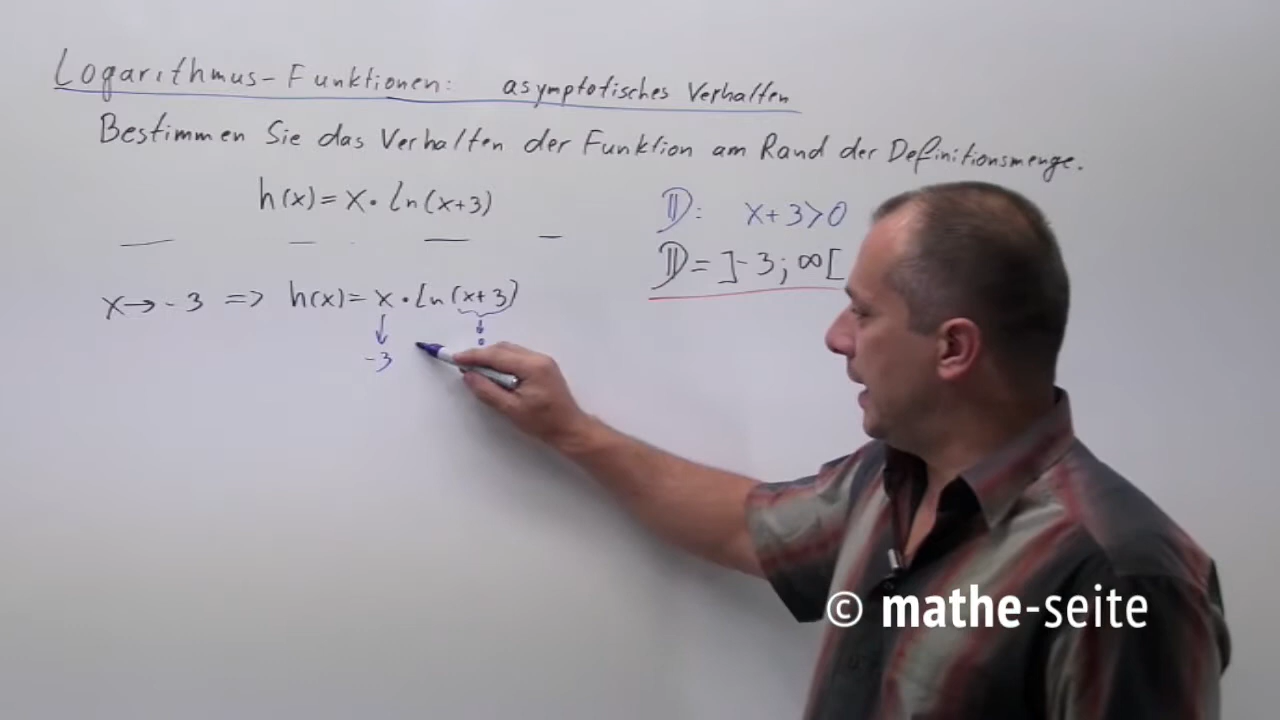 Logarithmus-Funktionen: asymptotisches Verhalten
Bestimmen Sie das Verhalten der Funktion am Rand der Definitionsmenge.
h(x)=x·ln(x+3)
𝔻: x+3>0
𝔻=]-3;∞[
x→-3 => h(x)=x·ln(x+3)
↓ ↓
-3 0
© mathe-seite